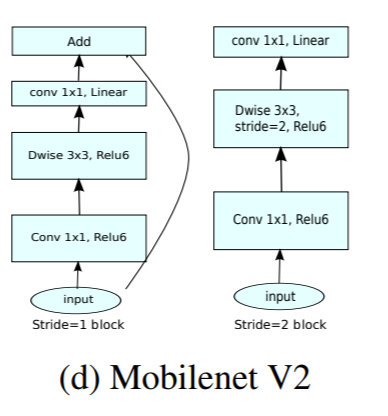 Add
conv 1x1, Linear
Dwise 3x3, Relu6
Conv 1x1, Relu6
input
Stride=1 block
conv 1x1, Linear
Dwise 3x3,
stride=2, Relu6
Conv 1x1, Relu6
input
Stride=2 block
(d) Mobilenet V2